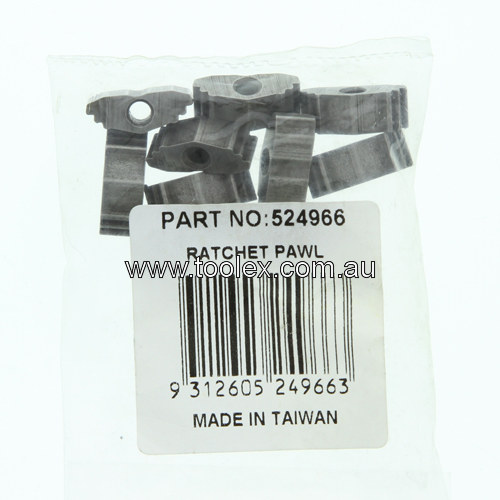 PART NO:524966
RATCHET PAWL
www.toolex.com.au
9 312605 249663
MADE IN TAIWAN